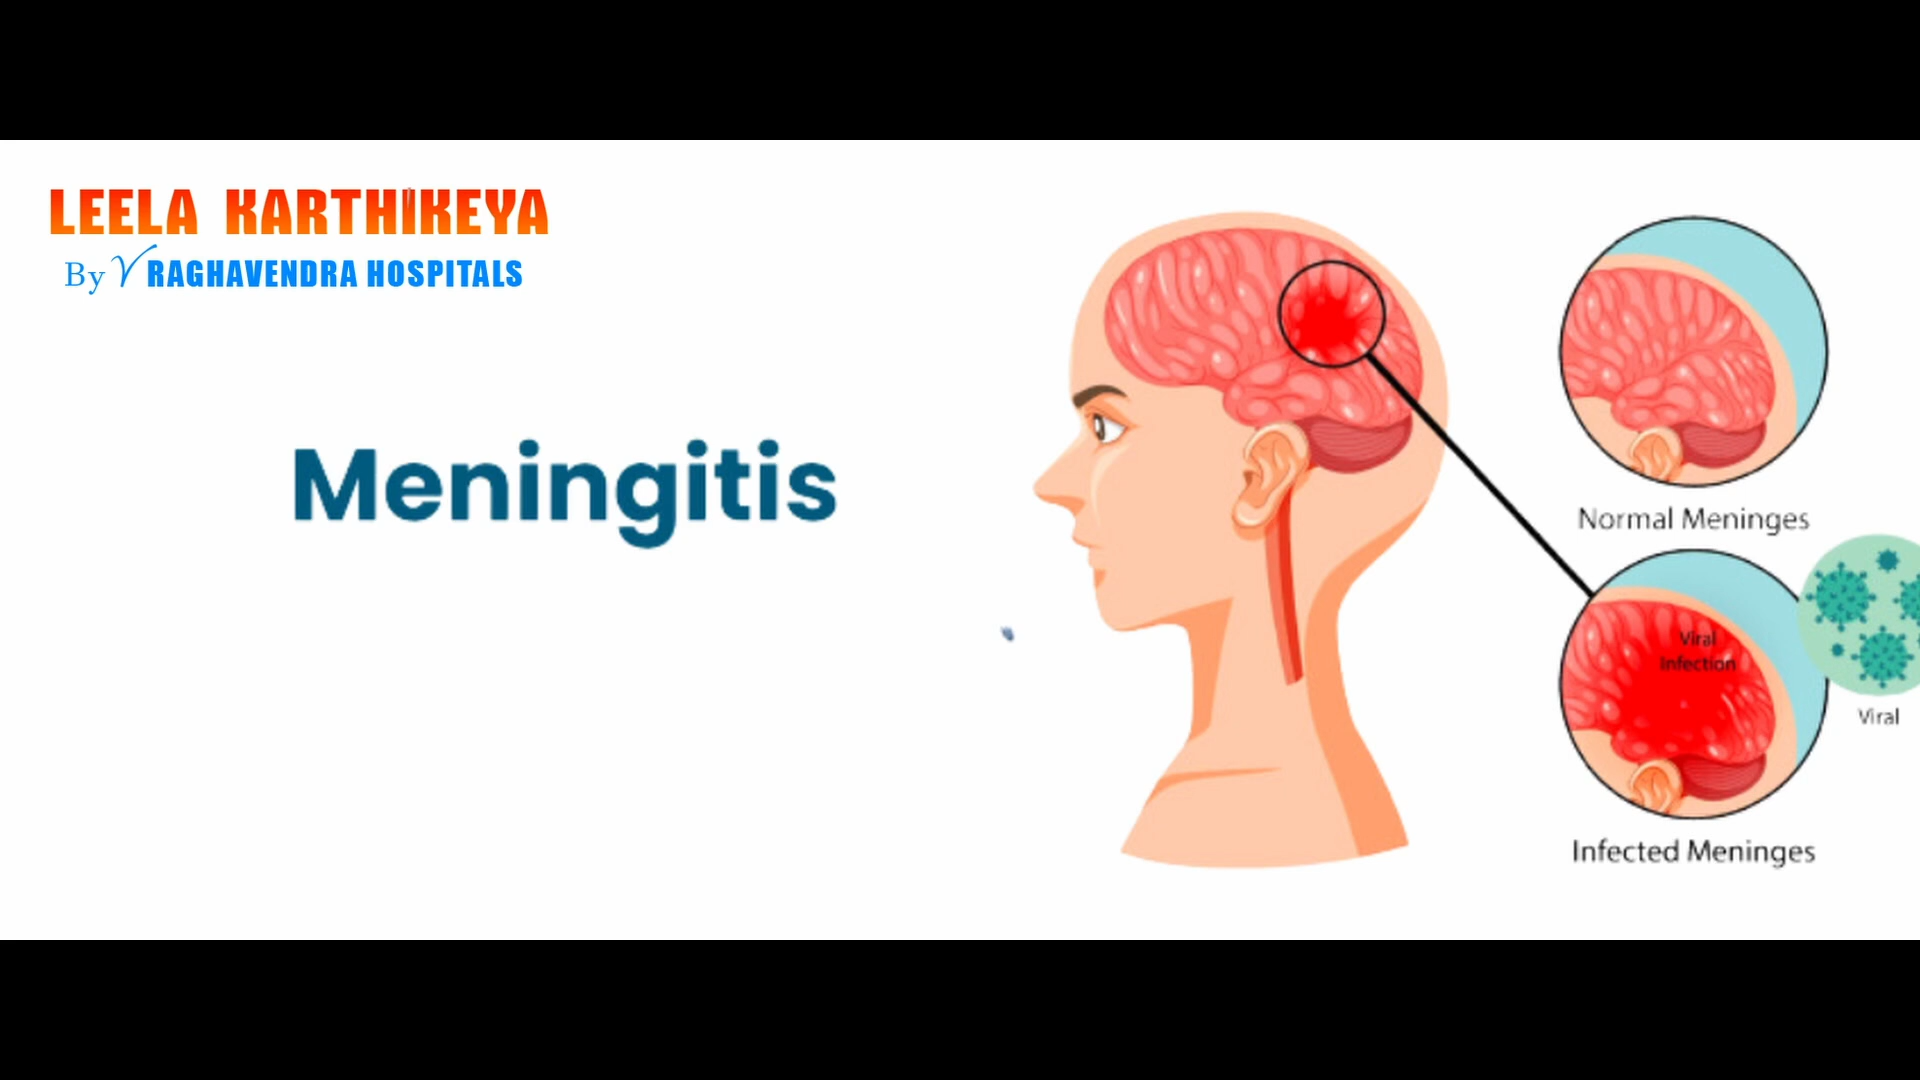 LEELA KARTHIKEYA
By V RAGHAVENDRA HOSPITALS
Meningitis
Normal Meninges
Viral
Infection
Viral
Infected Meninges